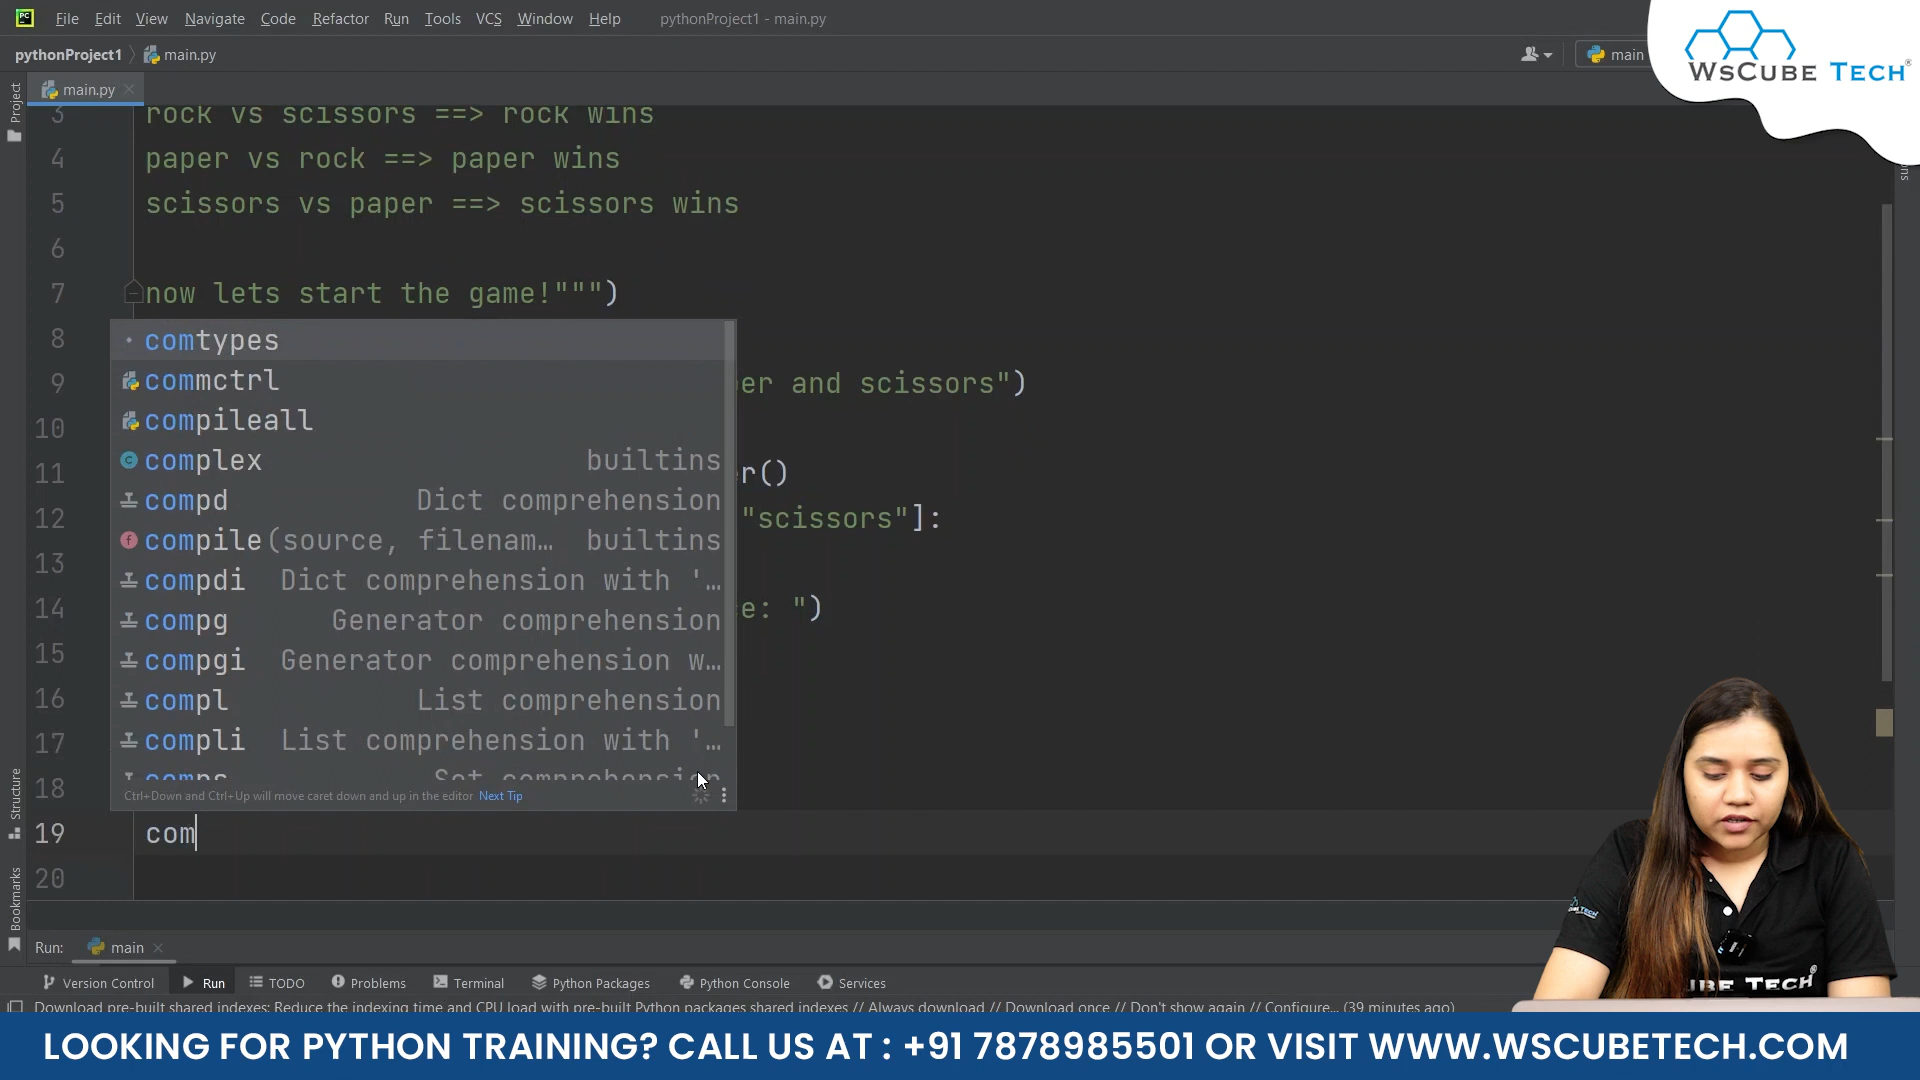 PC File Edit View Navigate Code Refactor Run Tools VCS Window Help pythonProject1 - main.py
WsCube Tech®
pythonProject1 main.py main
Project main.py
3 rock vs scissors ==> rock wins
4 paper vs rock ==> paper wins
5 scissors vs paper ==> scissors wins
6
7 now lets start the game!""")
8
comtypes
9 er and scissors")
commctrl
10
compileall
11 r()
complex builtins
12 "scissors"]:
compd Dict comprehension
13
compile(source, filenam… builtins
compdi Dict comprehension with '…
14 e: ")
compg Generator comprehension
15
compgi Generator comprehension w…
16
compl List comprehension
17
compli List comprehension with '…
18
comps Set comprehension
Ctrl+Down and Ctrl+Up will move caret down and up in the editor Next Tip
Structure
19 com
20
Bookmarks
Run: main
Version Control Run TODO Problems Terminal Python Packages Python Console Services
Download pre-built shared indexes: Reduce the indexing time and CPU load with pre-built Python packages shared indexes // Always download // Download once // Don't show again // Configure... (39 minutes ago)
UBE TECH®
LOOKING FOR PYTHON TRAINING? CALL US AT : +91 7878985501 OR VISIT WWW.WSCUBETECH.COM